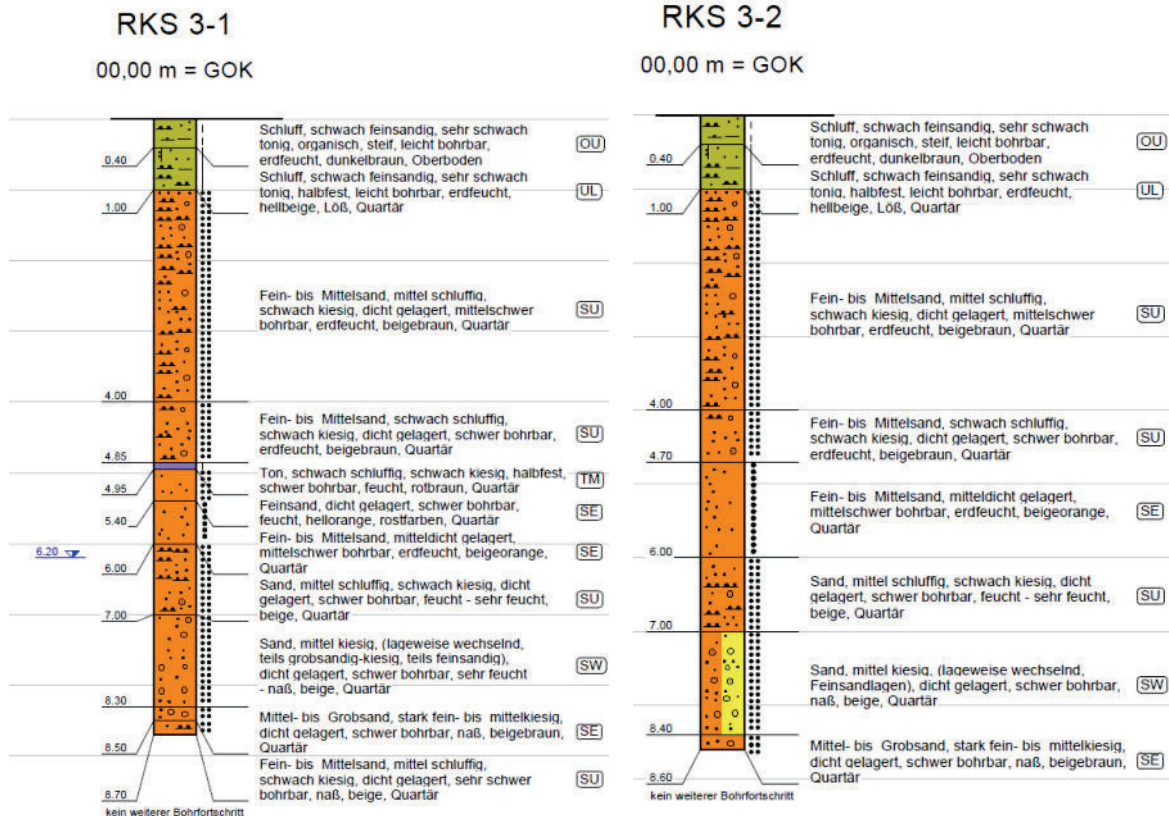 RKS 3-1
00,00 m = GOK
0.40
Schluff, schwach feinsandig, sehr schwach
tonig, organisch, steif, leicht bohrbar,
erdfeucht, dunkelbraun, Oberboden
OU
1.00
Schluff, schwach feinsandig, sehr schwach
tonig, halbfest, leicht bohrbar, erdfeucht,
hellbeige, Löß, Quartär
UL
4.00
Fein- bis Mittelsand, mittel schluffig,
schwach kiesig, dicht gelagert, mittelschwer
bohrbar, erdfeucht, beigebraun, Quartär
SU
4.85
Fein- bis Mittelsand, schwach schluffig,
schwach kiesig, dicht gelagert, schwer bohrbar,
erdfeucht, beigebraun, Quartär
SU
4.95
Ton, schwach schluffig, schwach kiesig, halbfest,
schwer bohrbar, feucht, rotbraun, Quartär
TM
5.40
Feinsand, dicht gelagert, schwer bohrbar,
feucht, hellorange, rostfarben, Quartär
SE
6.20
6.00
Fein- bis Mittelsand, mitteldicht gelagert,
mittelschwer bohrbar, erdfeucht, beigeorange,
Quartär
SE
7.00
Sand, mittel schluffig, schwach kiesig, dicht
gelagert, schwer bohrbar, feucht - sehr feucht,
beige, Quartär
SU
8.30
Sand, mittel kiesig, (lageweise wechselnd,
teils grobsandig-kiesig, teils feinsandig),
dicht gelagert, schwer bohrbar, sehr feucht
- naß, beige, Quartär
SW
8.50
Mittel- bis Grobsand, stark fein- bis mittelkiesig,
dicht gelagert, schwer bohrbar, naß, beigebraun,
Quartär
SE
8.70
Fein- bis Mittelsand, mittel schluffig,
schwach kiesig, dicht gelagert, sehr schwer
bohrbar, naß, beige, Quartär
SU
kein weiterer Bohrfortschritt
RKS 3-2
00,00 m = GOK
0.40
Schluff, schwach feinsandig, sehr schwach
tonig, organisch, steif, leicht bohrbar,
erdfeucht, dunkelbraun, Oberboden
OU
1.00
Schluff, schwach feinsandig, sehr schwach
tonig, halbfest, leicht bohrbar, erdfeucht,
hellbeige, Löß, Quartär
UL
4.00
Fein- bis Mittelsand, mittel schluffig,
schwach kiesig, dicht gelagert, mittelschwer
bohrbar, erdfeucht, beigebraun, Quartär
SU
4.70
Fein- bis Mittelsand, schwach schluffig,
schwach kiesig, dicht gelagert, schwer bohrbar,
erdfeucht, beigebraun, Quartär
SU
6.00
Fein- bis Mittelsand, mitteldicht gelagert,
mittelschwer bohrbar, erdfeucht, beigeorange,
Quartär
SE
7.00
Sand, mittel schluffig, schwach kiesig, dicht
gelagert, schwer bohrbar, feucht - sehr feucht,
beige, Quartär
SU
8.40
Sand, mittel kiesig, (lageweise wechselnd,
Feinsandlagen), dicht gelagert, schwer bohrbar,
naß, beige, Quartär
SW
8.60
Mittel- bis Grobsand, stark fein- bis mittelkiesig,
dicht gelagert, schwer bohrbar, naß, beigebraun,
Quartär
SE
kein weiterer Bohrfortschritt